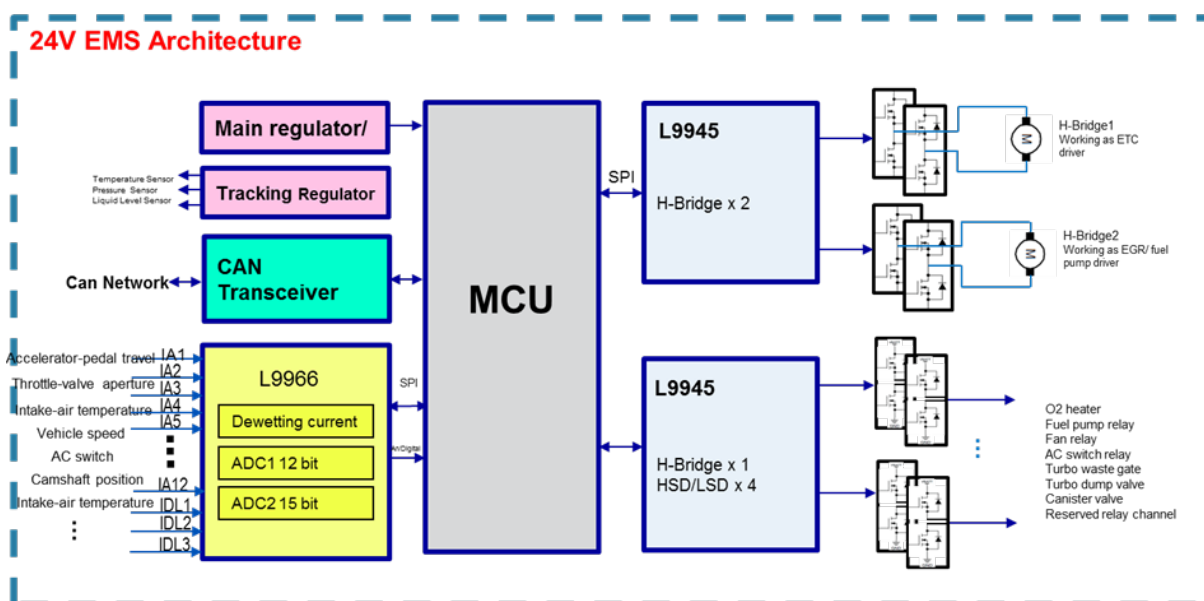 24V EMS Architecture
Main regulator/
Temperature Sensor
Pressure Sensor
Liquid Level Sensor
Tracking Regulator
CAN
Transceiver
Can Network
MCU
Accelerator-pedal travel
Throttle-valve aperture
Intake-air temperature
Vehicle speed
AC switch
Camshaft position
Intake-air temperature
IA1
IA2
IA3
IA4
IA5
IA12
IDL1
IDL2
IDL3
L9966
Dewetting current
ADC1 12 bit
ADC2 15 bit
SPI
An/Digital
SPI
L9945
H-Bridge x 2
M
H-Bridge1
Working as ETC
driver
M
H-Bridge2
Working as EGR/ fuel
pump driver
L9945
H-Bridge x 1
HSD/LSD x 4
O2 heater
Fuel pump relay
Fan relay
AC switch relay
Turbo waste gate
Turbo dump valve
Canister valve
Reserved relay channel